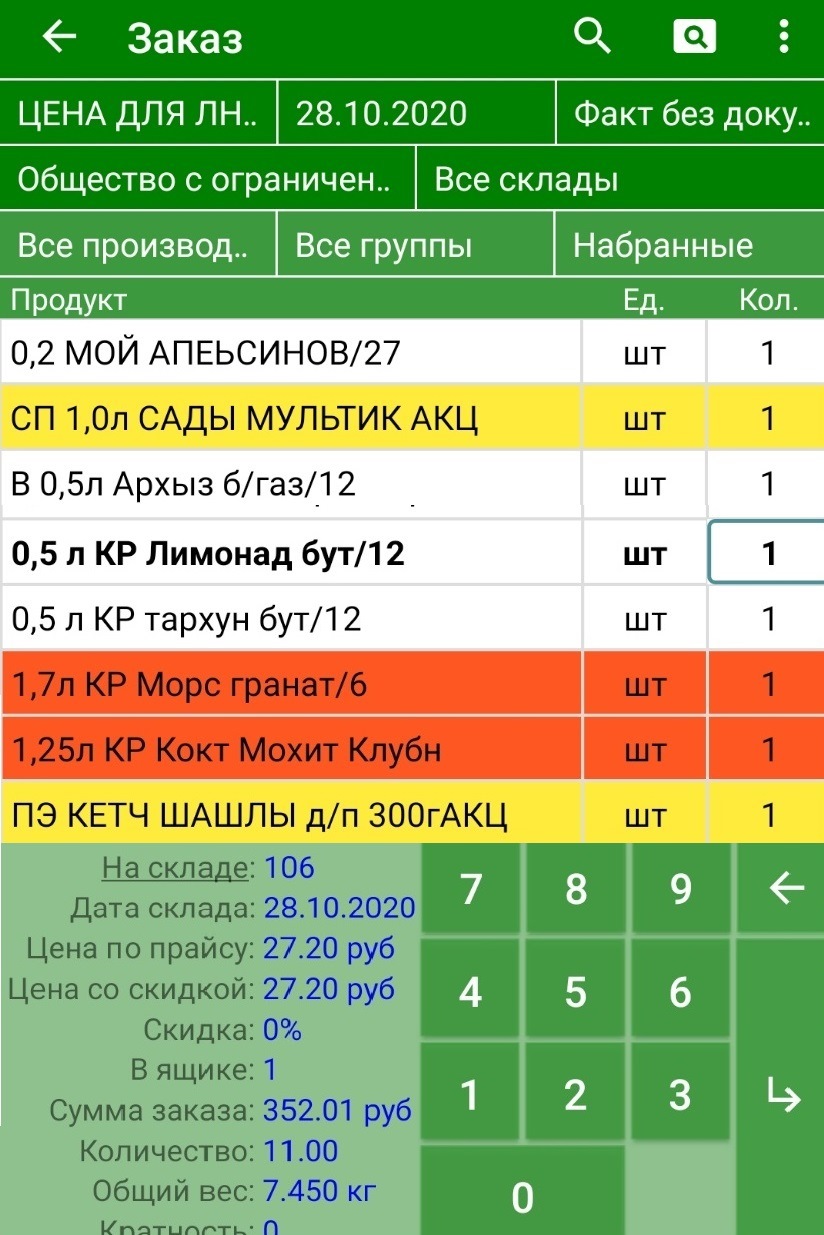 Заказ
ЦЕНА ДЛЯ ЛН.. 28.10.2020 Факт без доку..
Общество с ограничен.. Все склады
Все производ.. Все группы Набранные
Продукт Ед. Кол.
0,2 МОЙ АПЕЬСИНОВ/27 шт 1
СП 1,0л САДЫ МУЛЬТИК АКЦ шт 1
В 0,5л Архыз б/газ/12 шт 1
0,5 л КР Лимонад бут/12 шт 1
0,5 л КР тархун бут/12 шт 1
1,7л КР Морс гранат/6 шт 1
1,25л КР Кокт Мохит Клубн шт 1
ПЭ КЕТЧ ШАШЛЫ д/п 300гАКЦ шт 1
На складе: 106
Дата склада: 28.10.2020
Цена по прайсу: 27.20 руб
Цена со скидкой: 27.20 руб
Скидка: 0%
В ящике: 1
Сумма заказа: 352.01 руб
Количество: 11.00
Общий вес: 7.450 кг
Кратность: 0
7 8 9
4 5 6
1 2 3
0